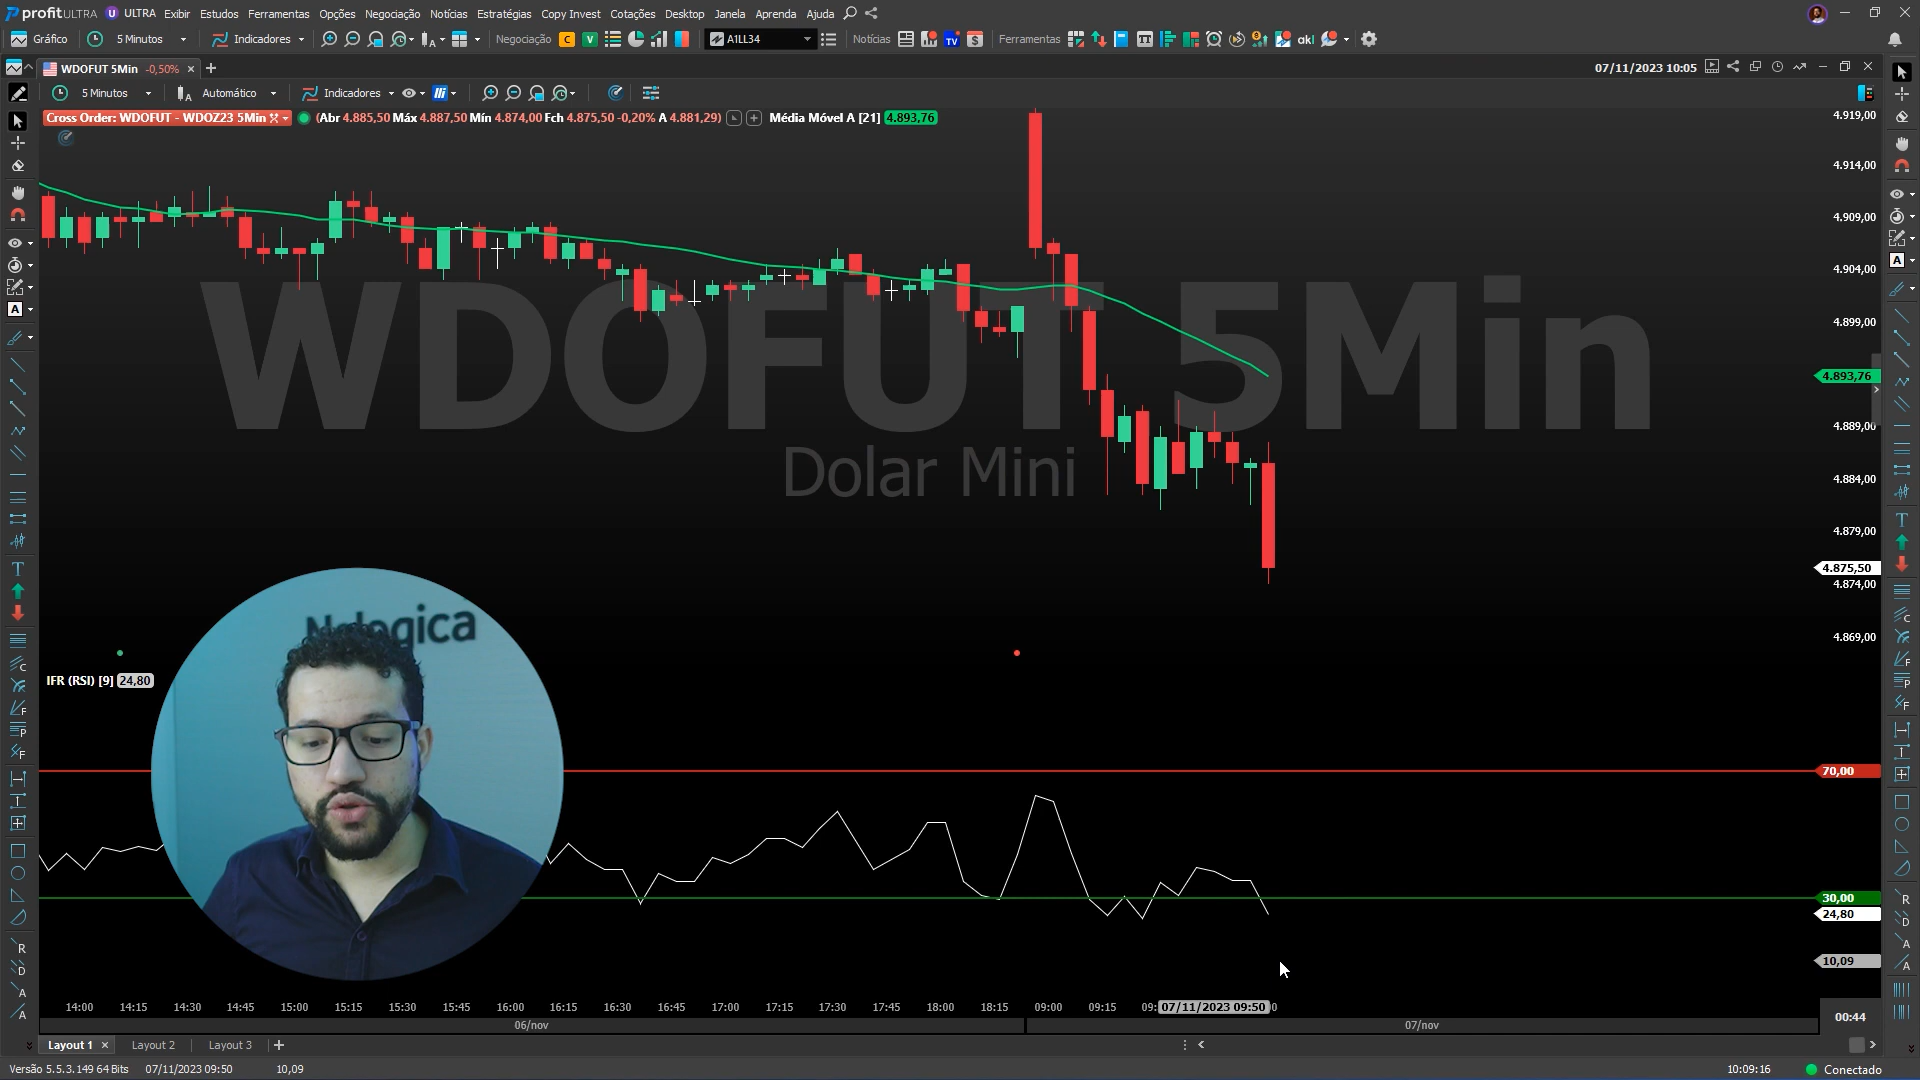 profitULTRA U ULTRA Exibir Estudos Ferramentas Opções Negociação Notícias Estratégias Copy Invest Cotações Desktop Janela Aprenda Ajuda
Gráfico 5 Minutos Indicadores Negociação C V A1LL34 Notícias TV $ Ferramentas TT akl
WDOFUT 5Min -0,50%
07/11/2023 10:05
5 Minutos Automático Indicadores
Cross Order: WDOFUT - WDOZ23 5Min (Abr 4.885,50 Máx 4.887,50 Mín 4.874,00 Fch 4.875,50 -0,20% A 4.881,29) Média Móvel A [21] 4.893,76
4.919,00
4.914,00
4.909,00
4.904,00
4.899,00
4.893,76
4.889,00
4.884,00
4.879,00
4.875,50
4.874,00
4.869,00
WDOFUT 5Min
Dolar Mini
IFR (RSI) [9] 24,80
70,00
30,00
24,80
10,09
14:00 14:15 14:30 14:45 15:00 15:15 15:30 15:45 16:00 16:15 16:30 16:45 17:00 17:15 17:30 17:45 18:00 18:15 09:00 09:15 09: 07/11/2023 09:50 0
06/nov 07/nov
00:44
Layout 1 Layout 2 Layout 3
Versão 5.5.3.149 64 Bits 07/11/2023 09:50 10,09 10:09:16 Conectado